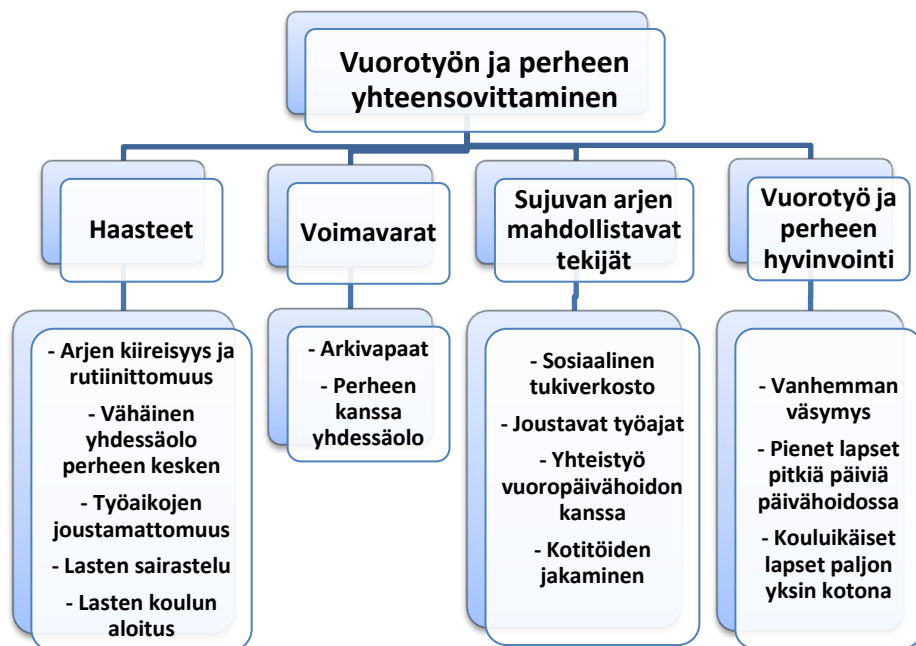 Vuorotyön ja perheen
yhteensovittaminen
Haasteet
Voimavarat
Sujuvan arjen
mahdollistavat
tekijät
Vuorotyö ja
perheen
hyvinvointi
- Arjen kiireisyys ja
rutiinittomuus
- Vähäinen
yhdessäolo
perheen kesken
- Työaikojen
joustamattomuus
- Lasten sairastelu
- Lasten koulun
aloitus
- Arkivapaat
- Perheen
kanssa
yhdessäolo
- Sosiaalinen
tukiverkosto
- Joustavat työajat
- Yhteistyö
vuoropäivähoidon
kanssa
- Kotitöiden
jakaminen
- Vanhemman
väsymys
- Pienet lapset
pitkiä päiviä
päivähoidossa
- Kouluikäiset
lapset paljon
yksin kotona